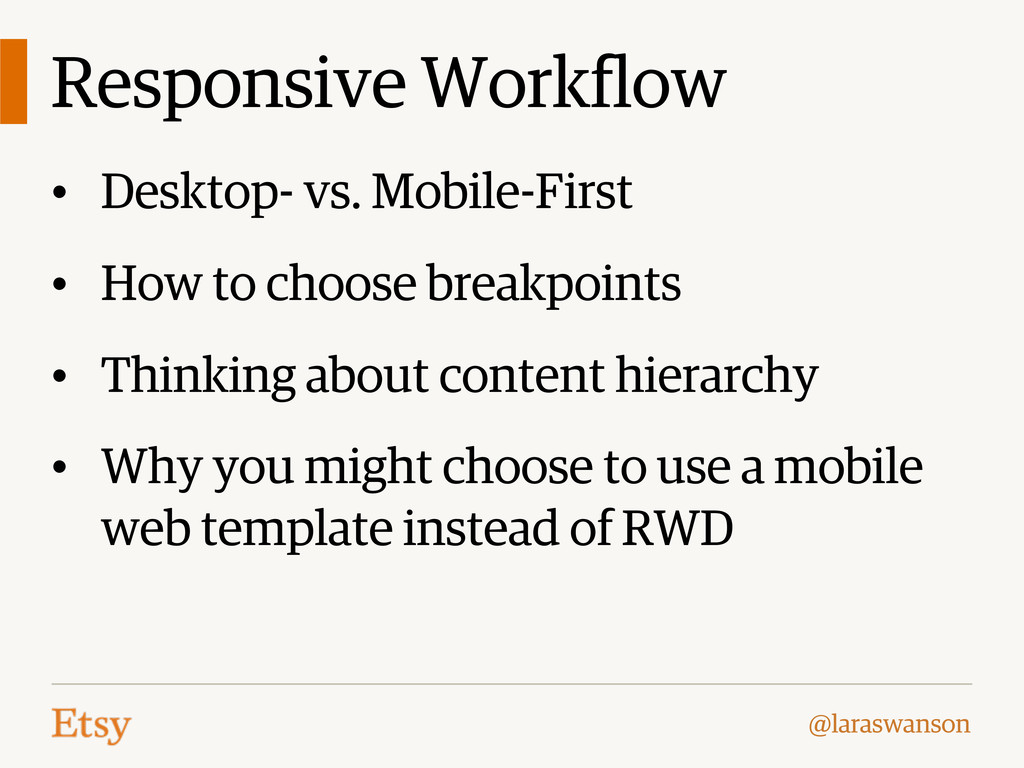 Responsive Workflow
• Desktop- vs. Mobile-First
• How to choose breakpoints
• Thinking about content hierarchy
• Why you might choose to use a mobile
web template instead of RWD
Etsy
@laraswanson